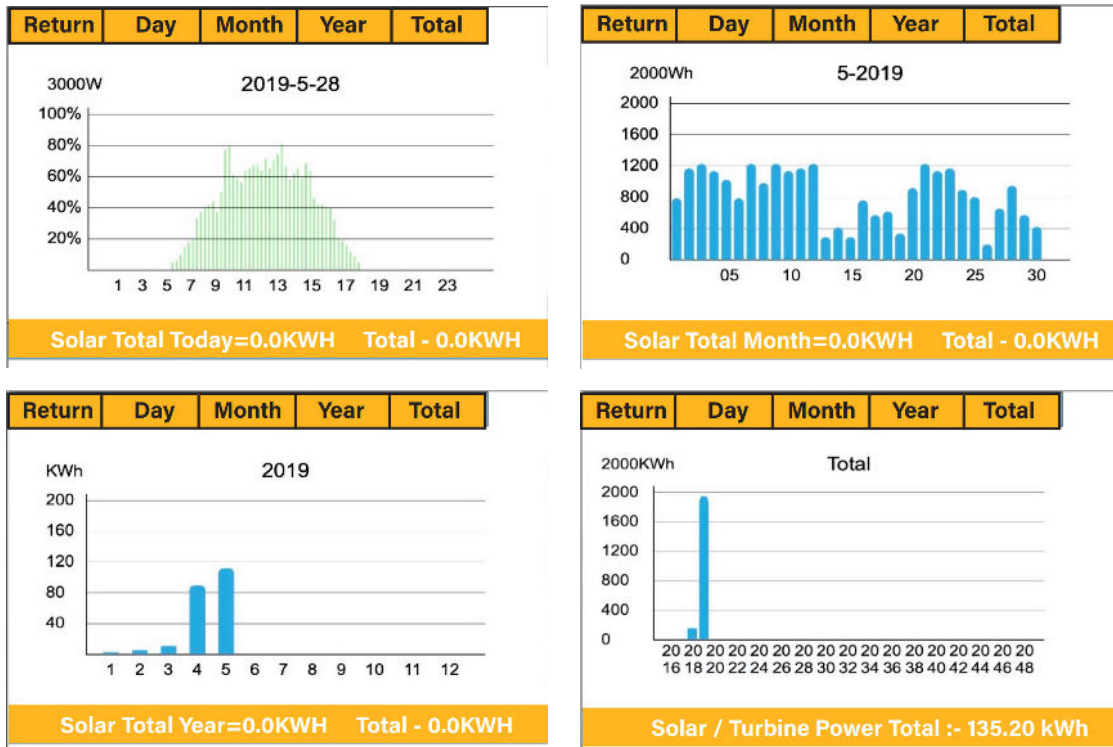 Return Day Month Year Total
3000W 2019-5-28
100%
80%
60%
40%
20%
1 3 5 7 9 11 13 15 17 19 21 23
Solar Total Today=0.0KWH Total - 0.0KWH
Return Day Month Year Total
2000Wh 5-2019
2000
1600
1200
800
400
0
05 10 15 20 25 30
Solar Total Month=0.0KWH Total - 0.0KWH
Return Day Month Year Total
KWh 2019
200
160
120
80
40
1 2 3 4 5 6 7 8 9 10 11 12
Solar Total Year=0.0KWH Total - 0.0KWH
Return Day Month Year Total
2000KWh Total
2000
1600
1200
800
400
0
20 20 20 20 20 20 20 20 20 20 20 20 20 20 20 20 20
16 18 20 22 24 26 28 30 32 34 36 38 40 42 44 46 48
Solar / Turbine Power Total :- 135.20 kWh